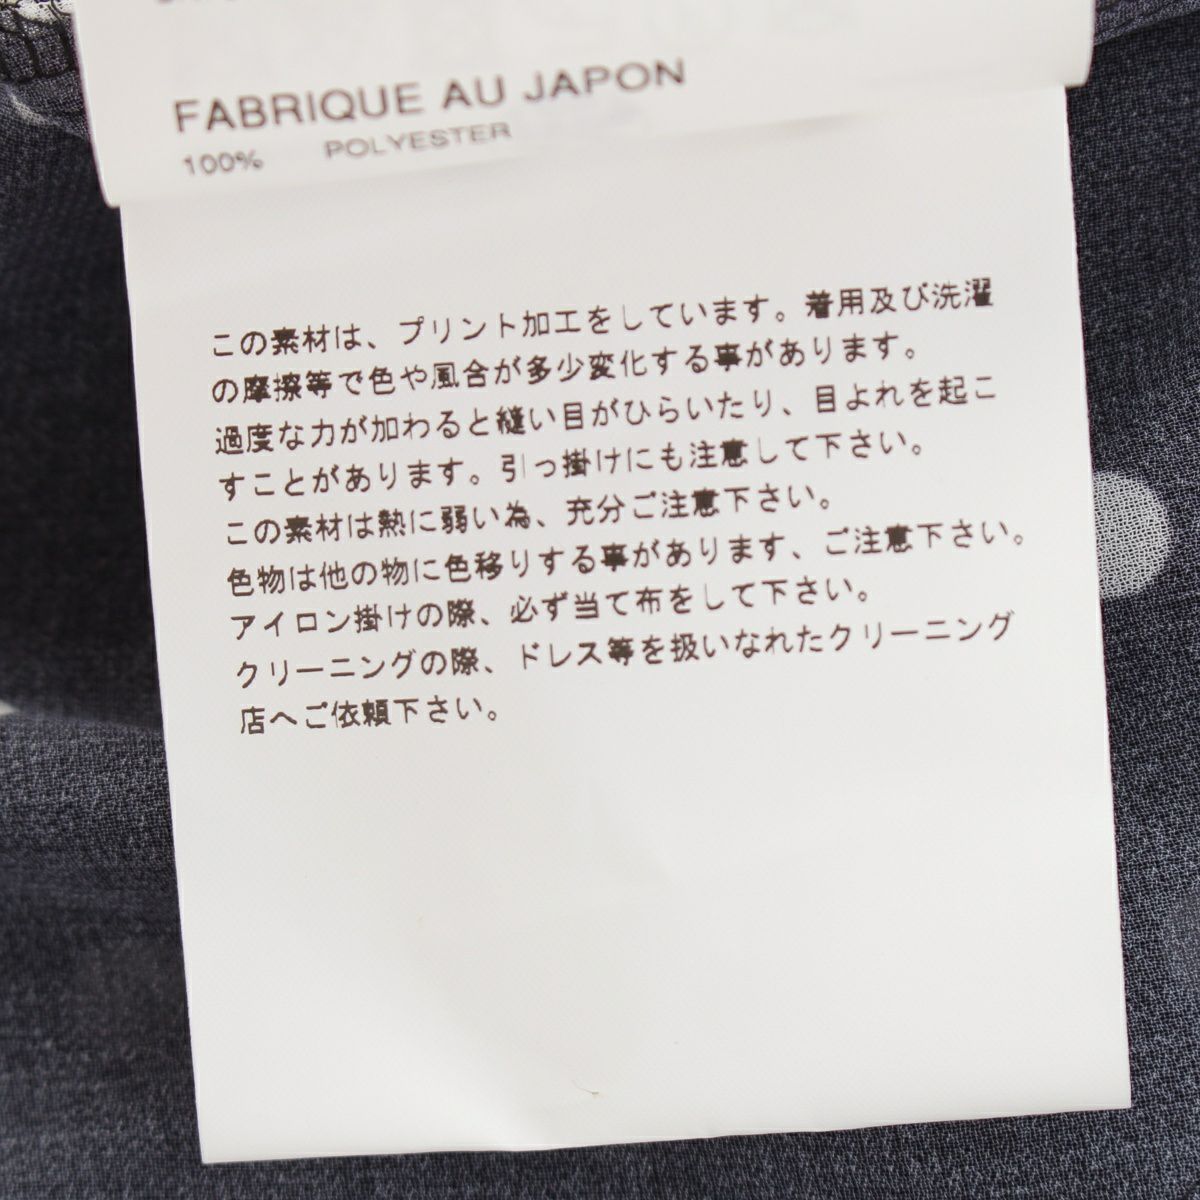 FABRIQUE AU JAPON
100% POLYESTER
この素材は、プリント加工をしています。着用及び洗濯
の摩擦等で色や風合が多少変化する事があります。
過度な力が加わると縫い目がひらいたり、目よれを起こ
すことがあります。引っ掛けにも注意して下さい。
この素材は熱に弱い為、充分ご注意下さい。
色物は他の物に色移りする事があります、ご注意下さい。
アイロン掛けの際、必ず当て布をして下さい。
クリーニングの際、ドレス等を扱いなれたクリーニング
店へご依頼下さい。